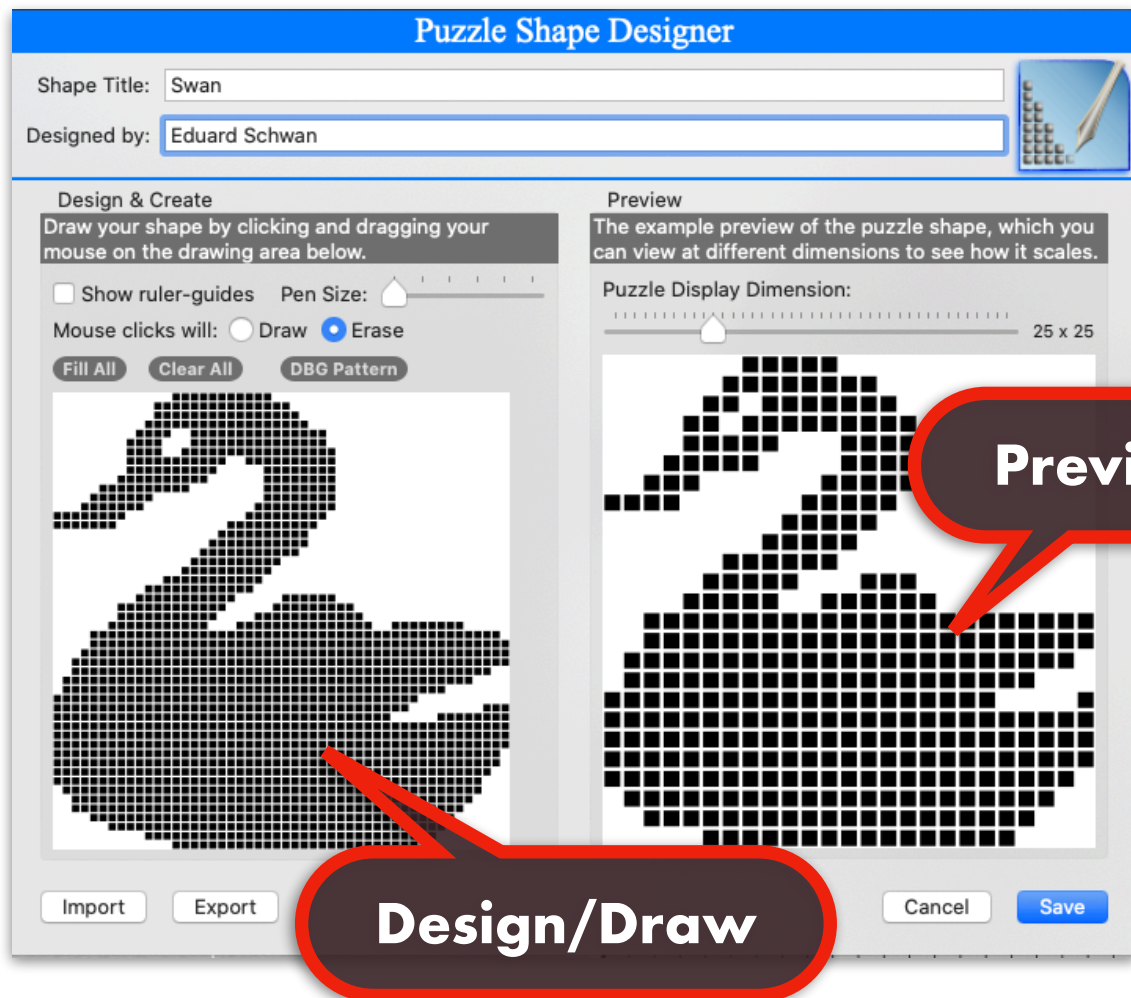 Puzzle Shape Designer
Shape Title: Swan
Designed by: Eduard Schwan
Design & Create
Draw your shape by clicking and dragging your
mouse on the drawing area below.
Show ruler-guides Pen Size:
Mouse clicks will: Draw Erase
Fill All Clear All DBG Pattern
Preview
The example preview of the puzzle shape, which you
can view at different dimensions to see how it scales.
Puzzle Display Dimension:
25 x 25
Previ
Design/Draw
Import Export Cancel Save